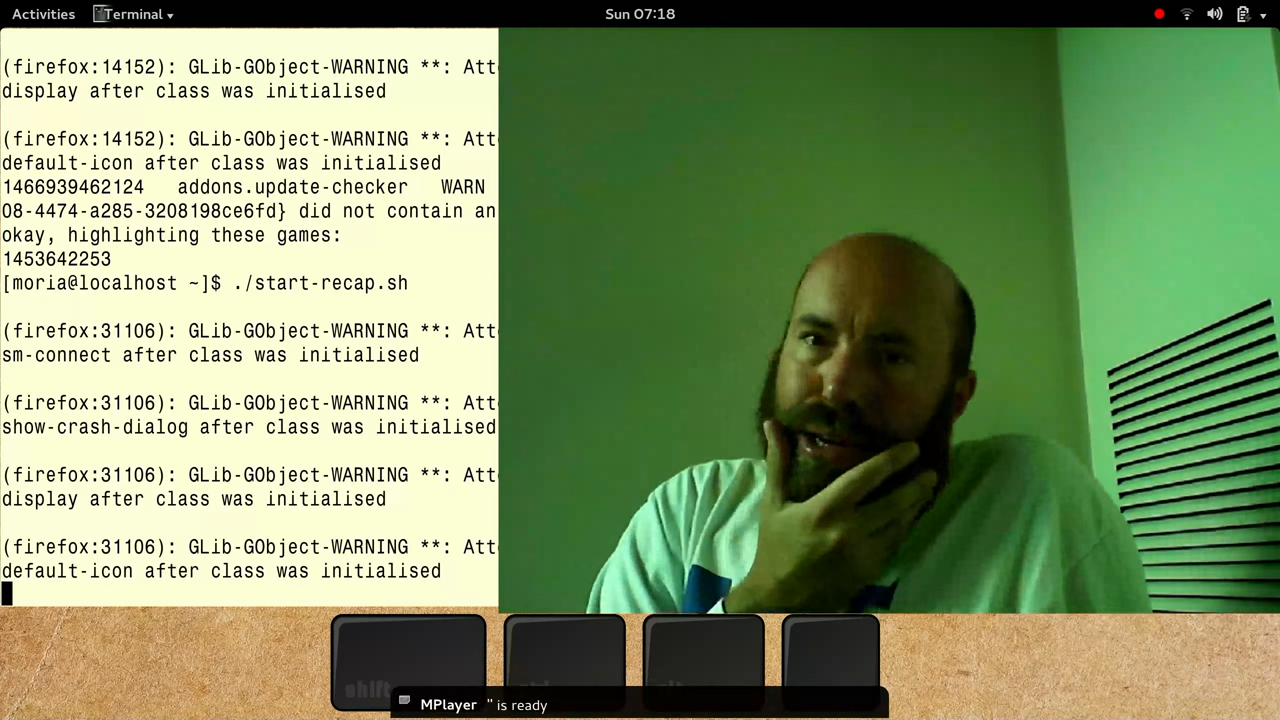 Activities Terminal Sun 07:18
(firefox:14152): GLib-GObject-WARNING **: Att
display after class was initialised
(firefox:14152): GLib-GObject-WARNING **: Att
default-icon after class was initialised
1466939462124 addons.update-checker WARN
08-4474-a285-3208198ce6fd} did not contain an
okay, highlighting these games:
1453642253
[moria@localhost ~]$ ./start-recap.sh
(firefox:31106): GLib-GObject-WARNING **: Att
sm-connect after class was initialised
(firefox:31106): GLib-GObject-WARNING **: Att
show-crash-dialog after class was initialised
(firefox:31106): GLib-GObject-WARNING **: Att
display after class was initialised
(firefox:31106): GLib-GObject-WARNING **: Att
default-icon after class was initialised
shift
MPlayer " is ready